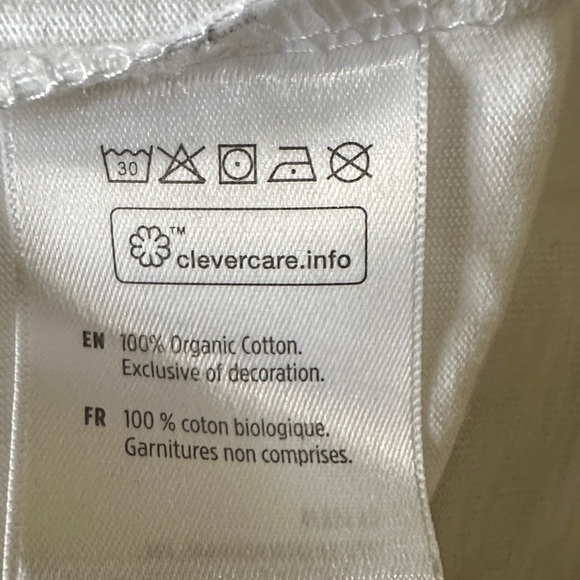 30
™
clevercare.info
EN 100% Organic Cotton.
Exclusive of decoration.
FR 100 % coton biologique.
Garnitures non comprises.